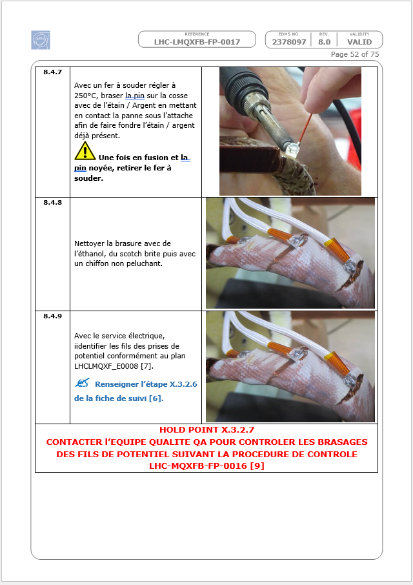 REFERENCE
LHC-LMQXFB-FP-0017
EDMS NO.
REV.
VALIDITY
2378097
8.0
VALID
Page 52 of 75
8.4.7
Avec un fer à souder régler à
250°C, braser la pin sur la cosse
avec de l'étain / Argent en mettant
en contact la panne sous l'attache
afin de faire fondre l'étain / argent
déjà présent.
Une fois en fusion et la
pin noyée, retirer le fer à
souder.
8.4.8
Nettoyer la brasure avec de
l'éthanol, du scotch brite puis avec
un chiffon non peluchant.
8.4.9
Avec le service électrique,
iidentifier les fils des prises de
potentiel conformément au plan
LHCLMQXF_E0008 [7].
Renseigner l'étape X.3.2.6
de la fiche de suivi [6].
HOLD POINT X.3.2.7
CONTACTER l'EQUIPE QUALITE QA POUR CONTROLER LES BRASAGES
DES FILS DE POTENTIEL SUIVANT LA PROCEDURE DE CONTROLE
LHC-MQXFB-FP-0016 [9]